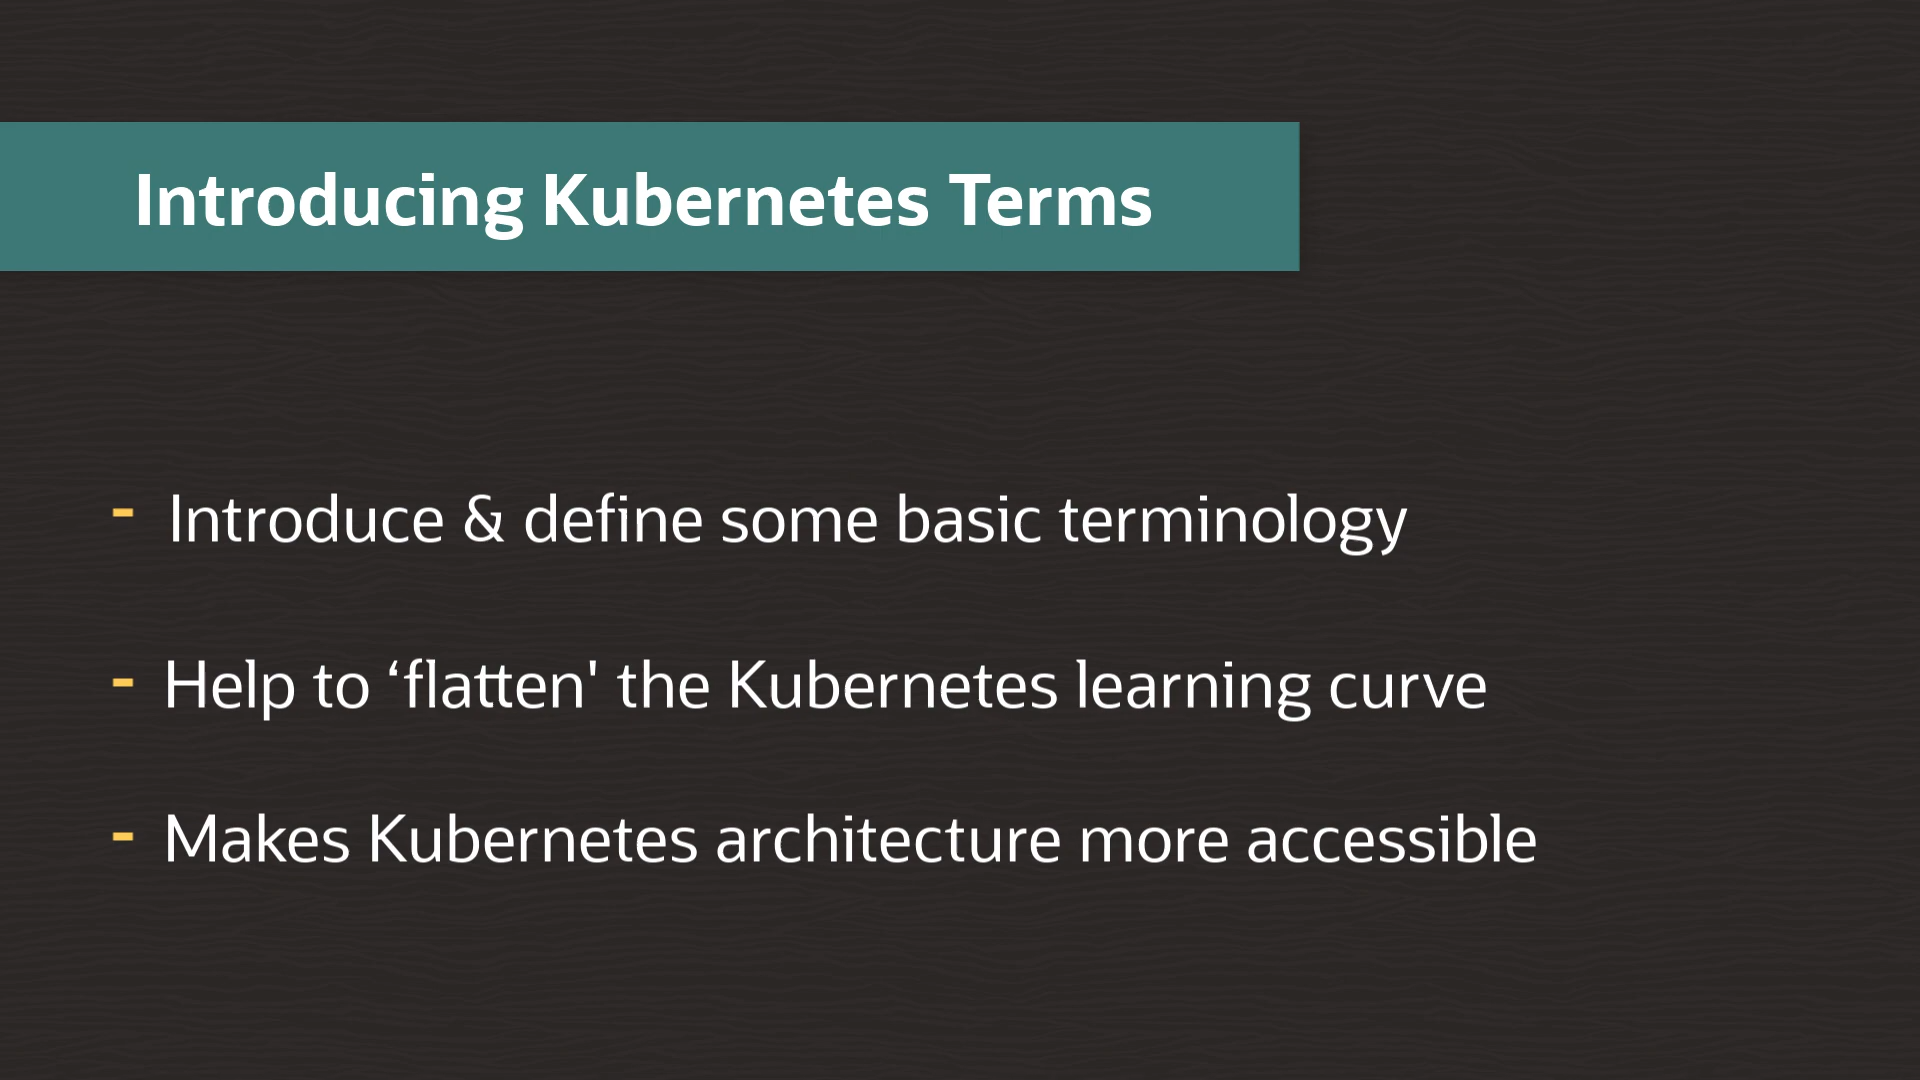 Introducing Kubernetes Terms
- Introduce & define some basic terminology
- Help to ‘flatten' the Kubernetes learning curve
- Makes Kubernetes architecture more accessible